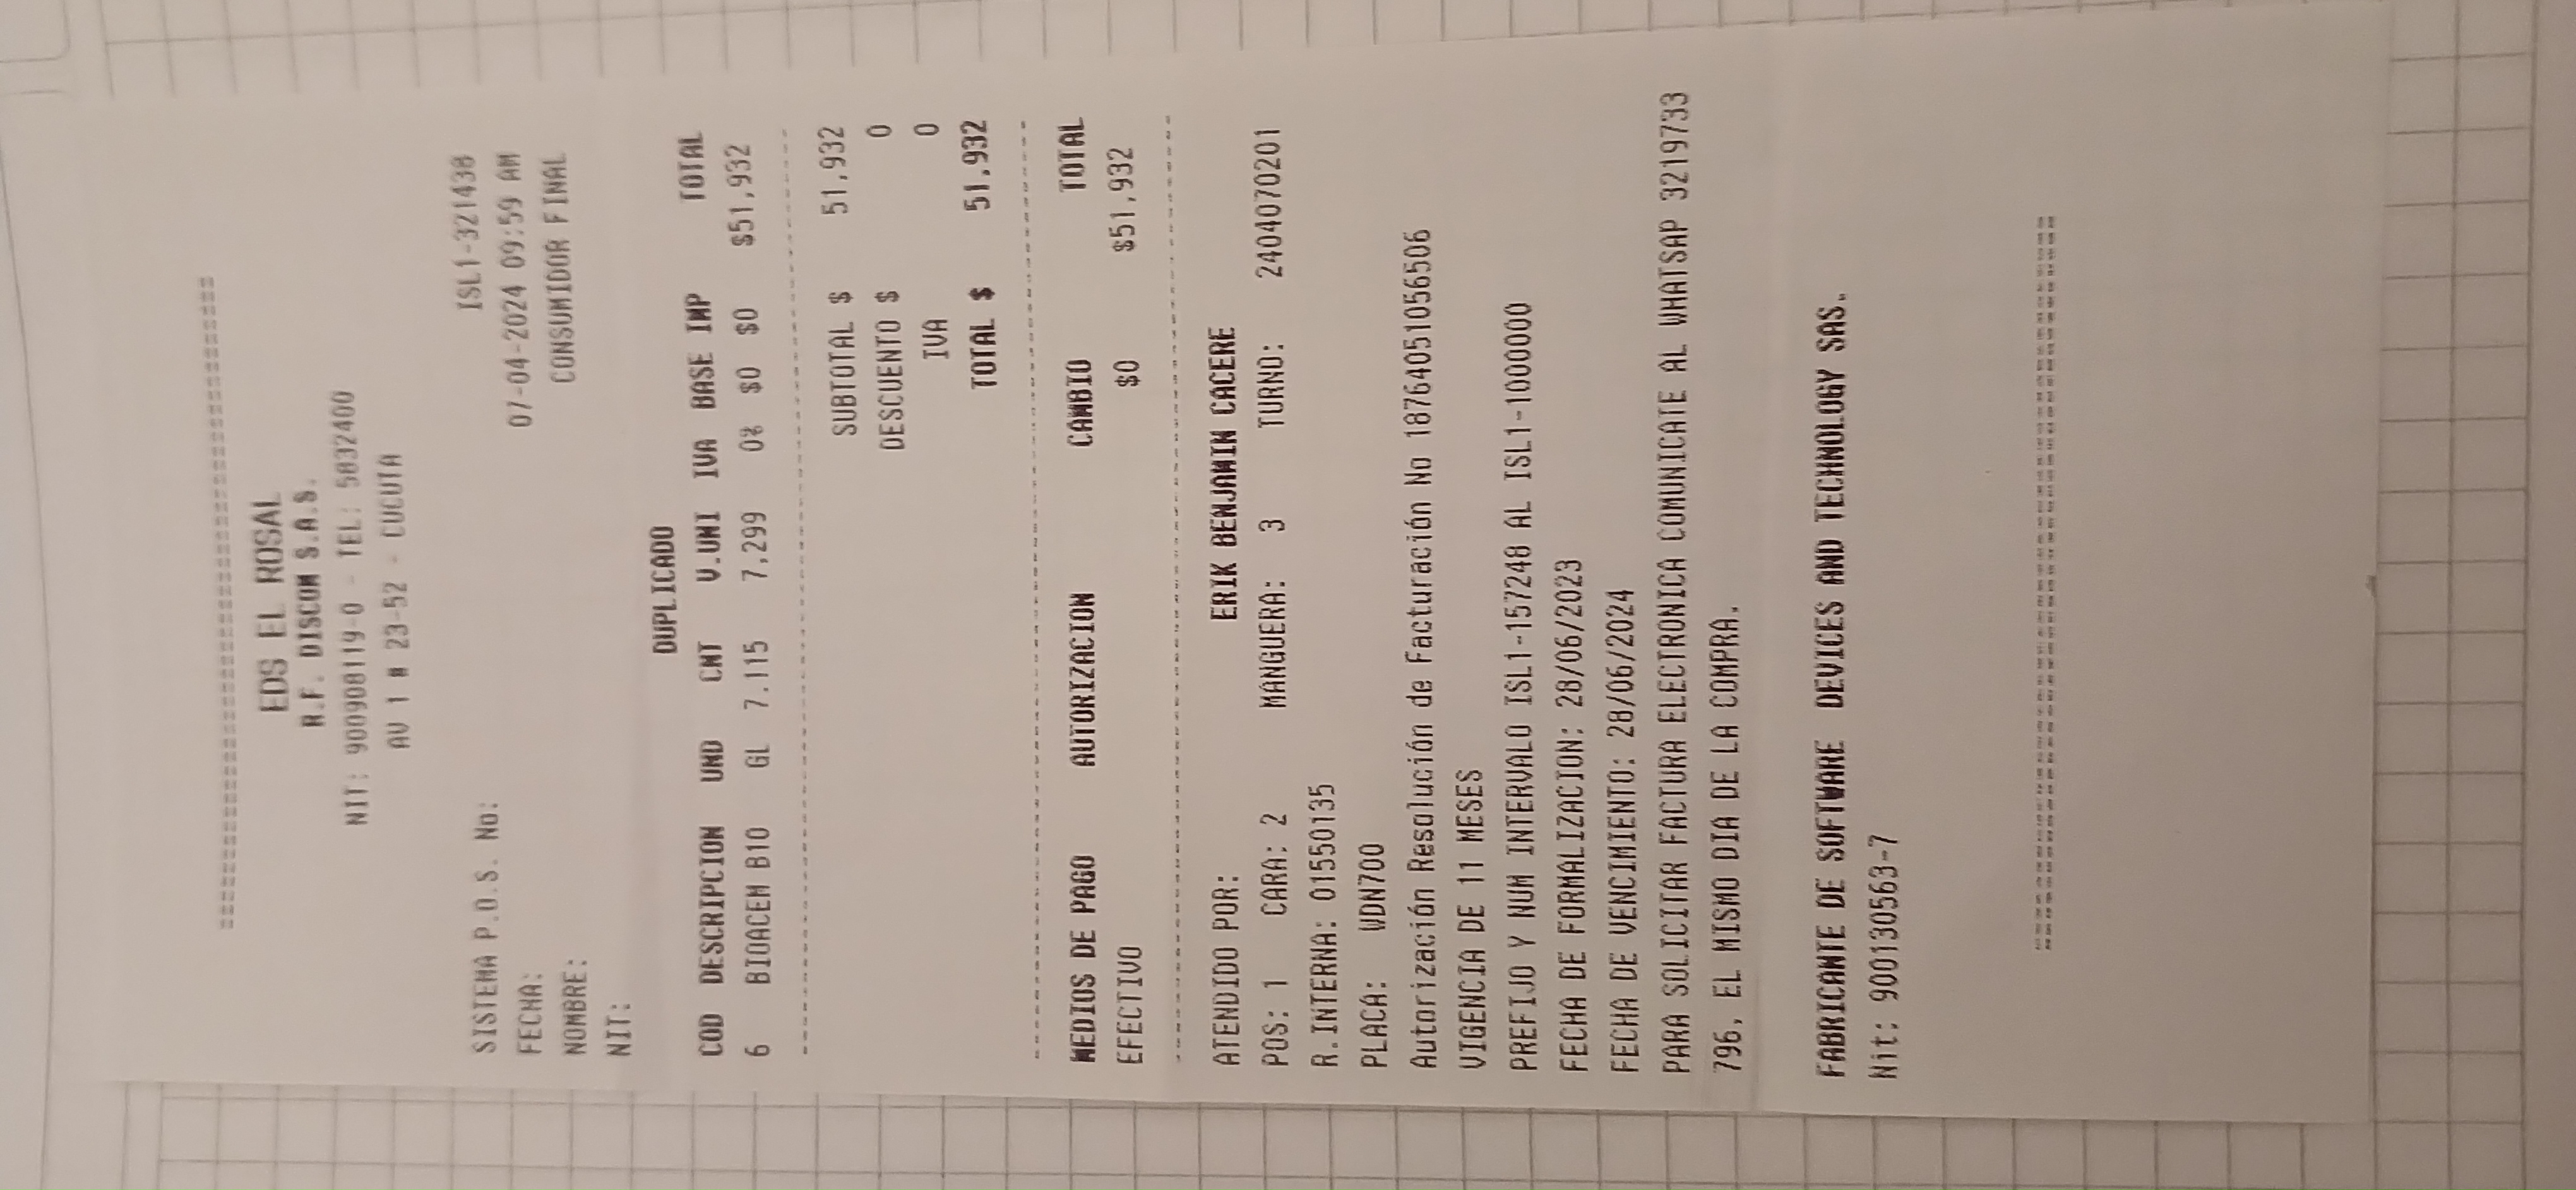 ================================================
EDS EL ROSAL
R.F. DISCOM S.A.S.
NIT: 900908119-0 - TEL: 5832400
AV 1 # 23-52 - CUCUTA
SISTEMA P.O.S. No: ISL1-321438
FECHA: 07-04-2024 09:59 AM
NOMBRE: CONSUMIDOR FINAL
NIT:
DUPLICADO
COD DESCRIPCION UND CNT V.UNI IVA BASE IMP TOTAL
6 BIOACEM B10 GL 7.115 7,299 0% $0 $0 $51,932
SUBTOTAL $ 51,932
DESCUENTO $ 0
IVA 0
TOTAL $ 51,932
MEDIOS DE PAGO AUTORIZACION CAMBIO TOTAL
EFECTIVO $0 $51,932
ATENDIDO POR: ERIK BENJAMIN CACERE
POS: 1 CARA: 2 MANGUERA: 3 TURNO: 2404070201
R.INTERNA: 01550135
PLACA: WDN700
Autorización Resolución de Facturación No 18764051056506
VIGENCIA DE 11 MESES
PREFIJO Y NUM INTERVALO ISL1-157248 AL ISL1-1000000
FECHA DE FORMALIZACION: 28/06/2023
FECHA DE VENCIMIENTO: 28/06/2024
PARA SOLICITAR FACTURA ELECTRONICA COMUNICATE AL WHATSAP 3219733
796, EL MISMO DIA DE LA COMPRA.
FABRICANTE DE SOFTWARE DEVICES AND TECHNOLOGY SAS.
Nit: 900130563-7
================================================